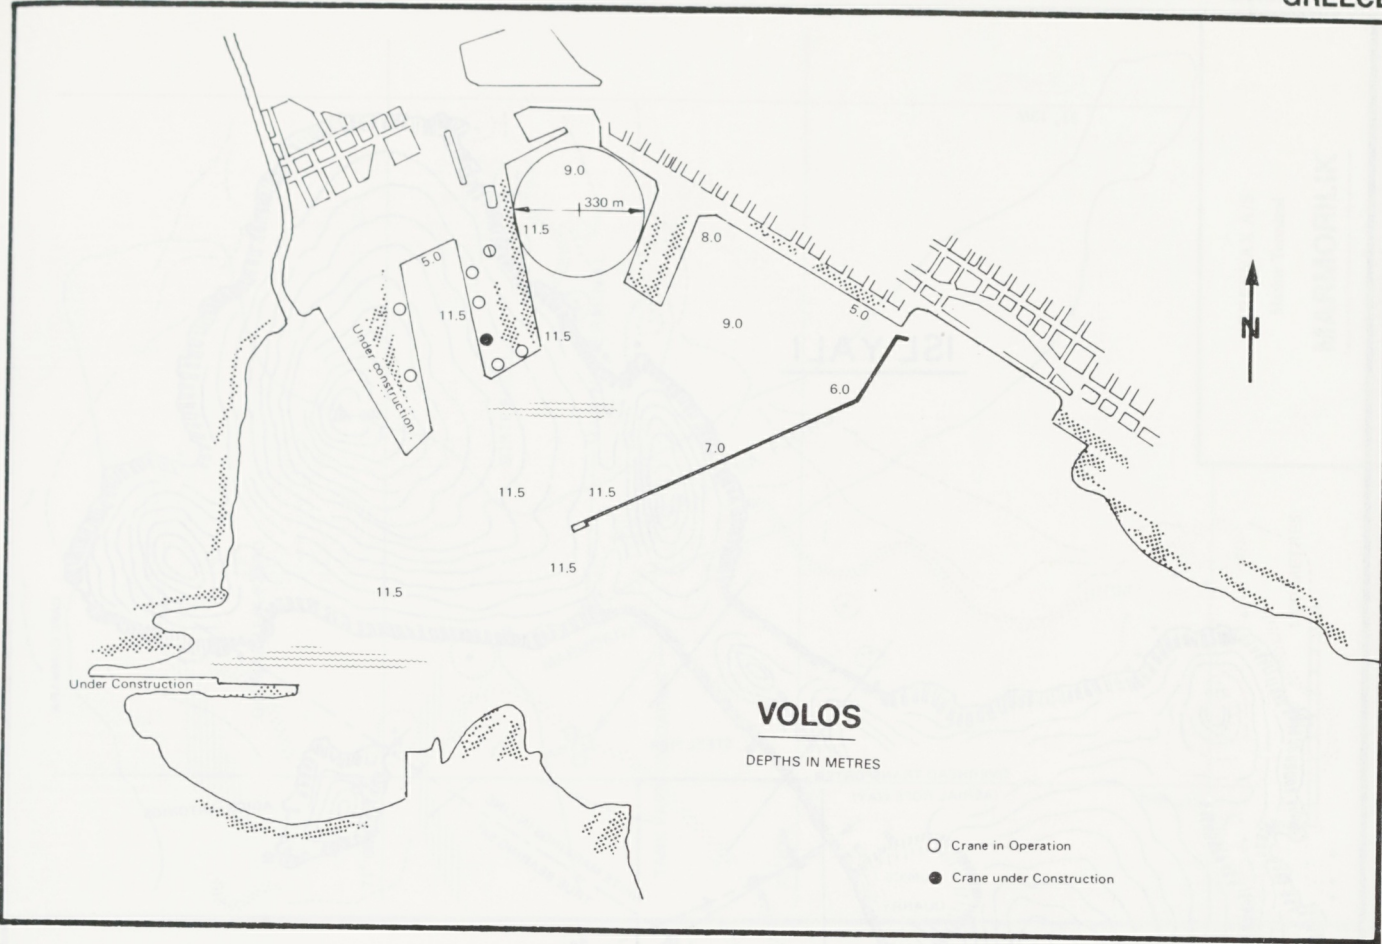 GREECE
9.0
330 m
11.5
8.0
5.0
11.5
11.5
9.0
5.0
Under construction
6.0
7.0
11.5
11.5
11.5
11.5
Under Construction
N
VOLOS
DEPTHS IN METRES
Crane in Operation
Crane under Construction